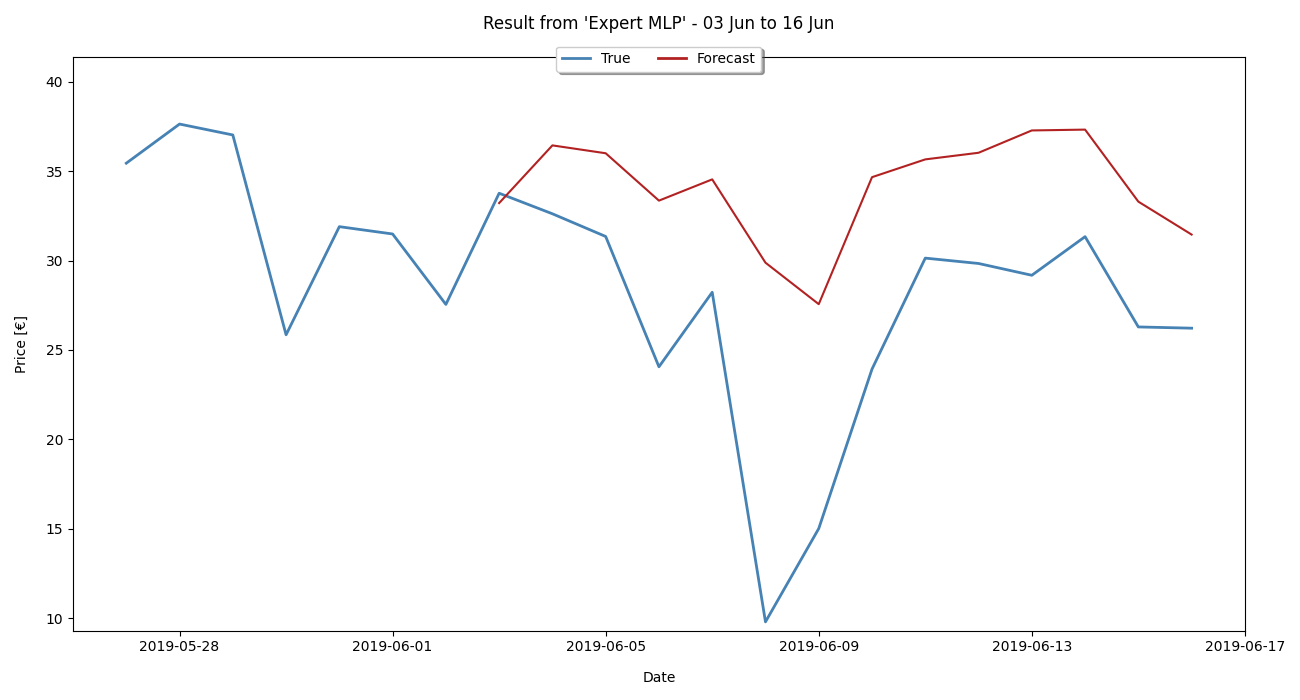 Result from 'Expert MLP' - 03 Jun to 16 Jun
True Forecast
40
35
30
25
20
15
10
Price [€]
2019-05-28 2019-06-01 2019-06-05 2019-06-09 2019-06-13 2019-06-17
Date